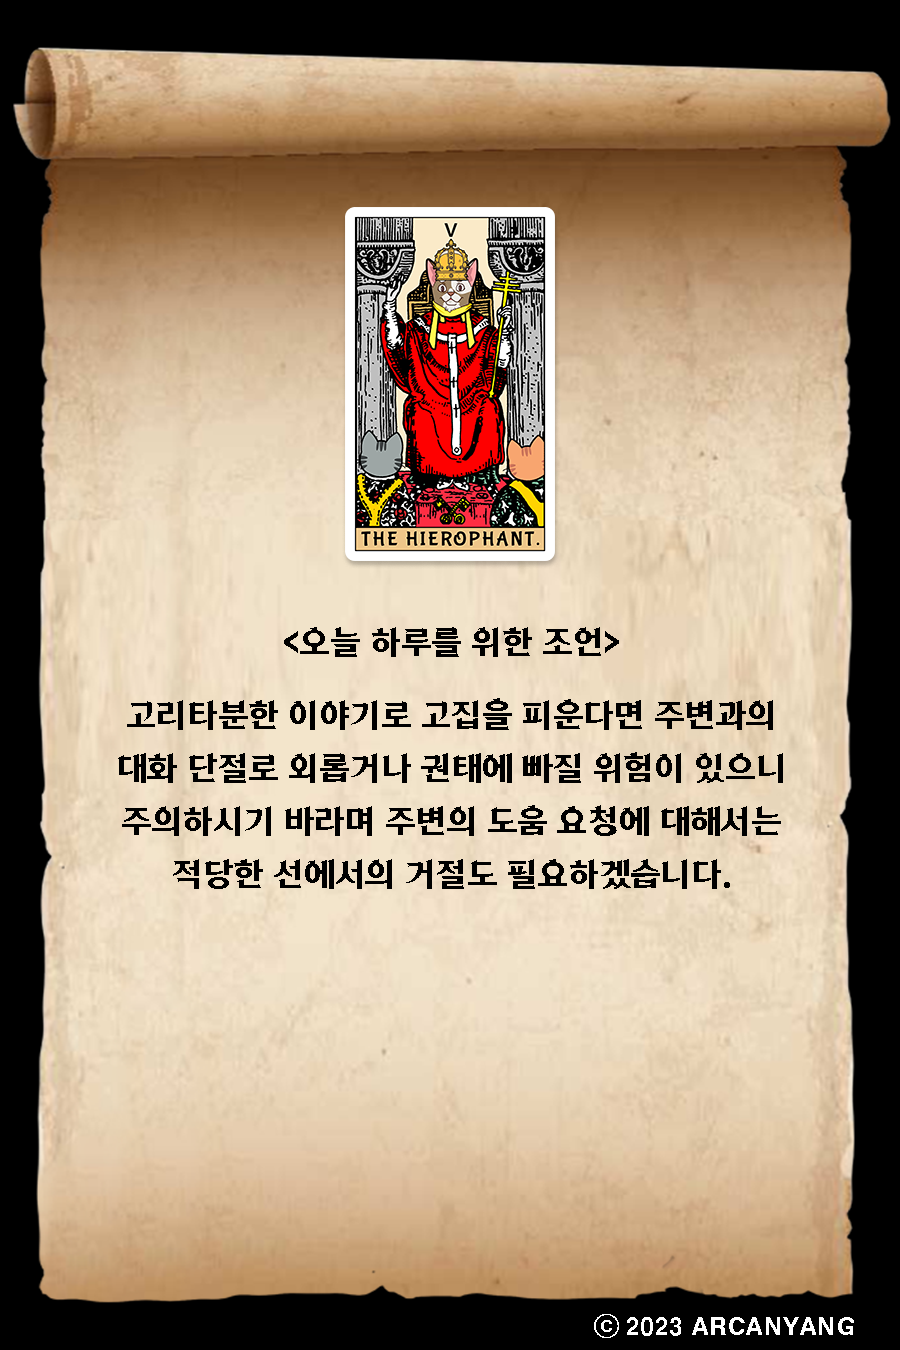 V
THE HIEROPHANT.
<오늘 하루를 위한 조언>
고리타분한 이야기로 고집을 피운다면 주변과의
대화 단절로 외롭거나 권태에 빠질 위험이 있으니
주의하시기 바라며 주변의 도움 요청에 대해서는
적당한 선에서의 거절도 필요하겠습니다.
© 2023 ARCANYANG